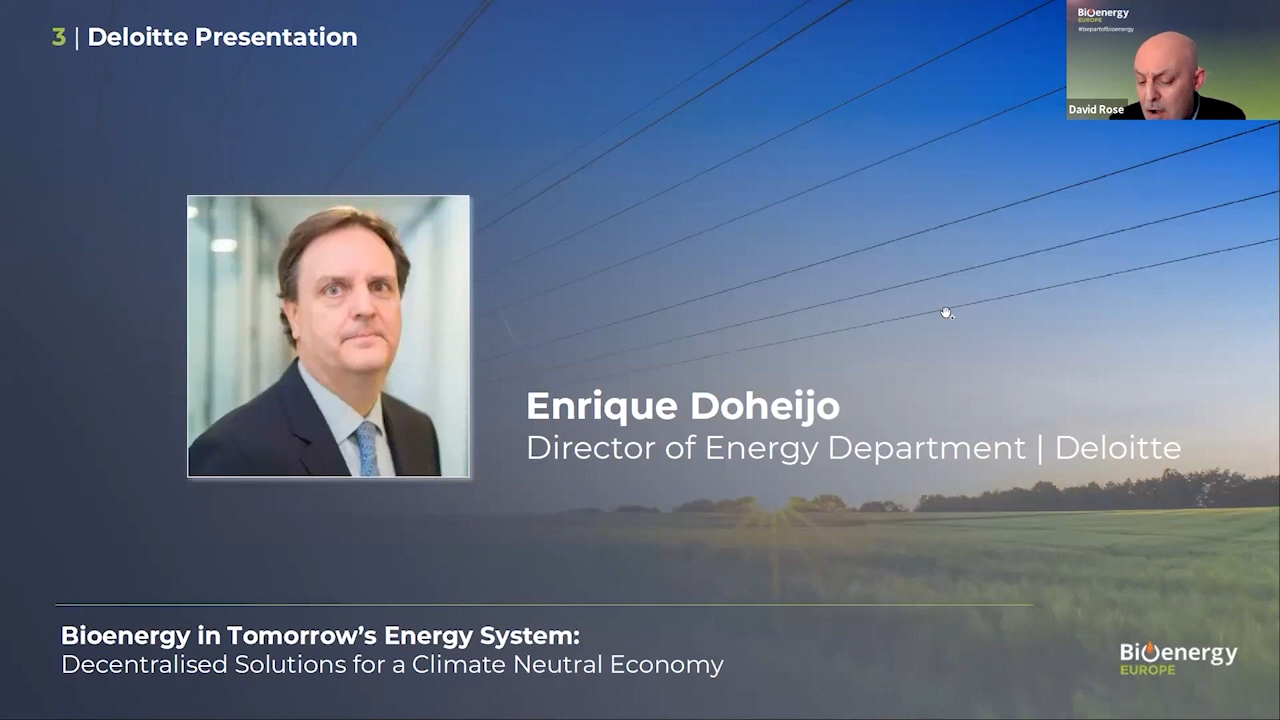 3 | Deloitte Presentation
Bioenergy
EUROPE
#bepartofbioenergy
David Rose
Enrique Doheijo
Director of Energy Department | Deloitte
Bioenergy in Tomorrow's Energy System:
Decentralised Solutions for a Climate Neutral Economy
Bioenergy
EUROPE